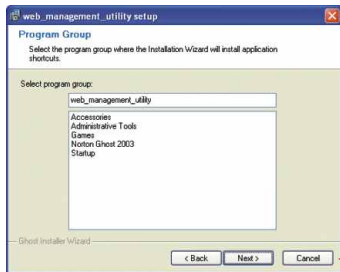 web_management_utility setup
Program Group
Select the program group where the Installation Wizard will install application
shortcuts.
Select program group:
web_management_utility
Accessories
Administrative Tools
Games
Norton Ghost 2003
Startup
Ghost Installer Wizard
< Back
Next >
Cancel